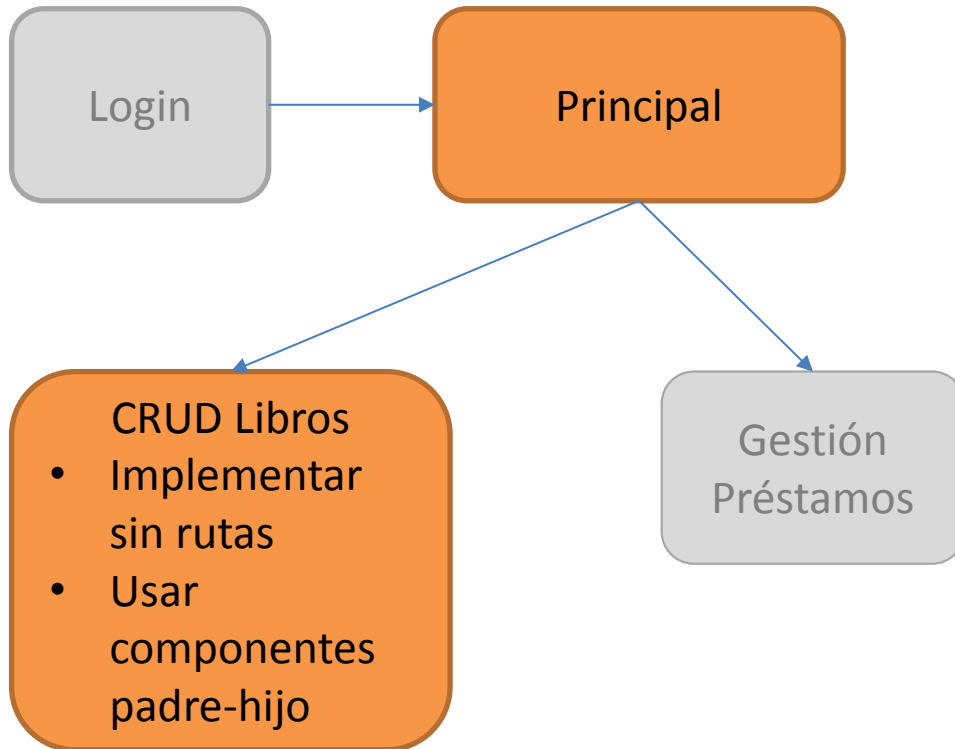 Login
Principal
CRUD Libros
• Implementar
sin rutas
• Usar
componentes
padre-hijo
Gestión
Préstamos